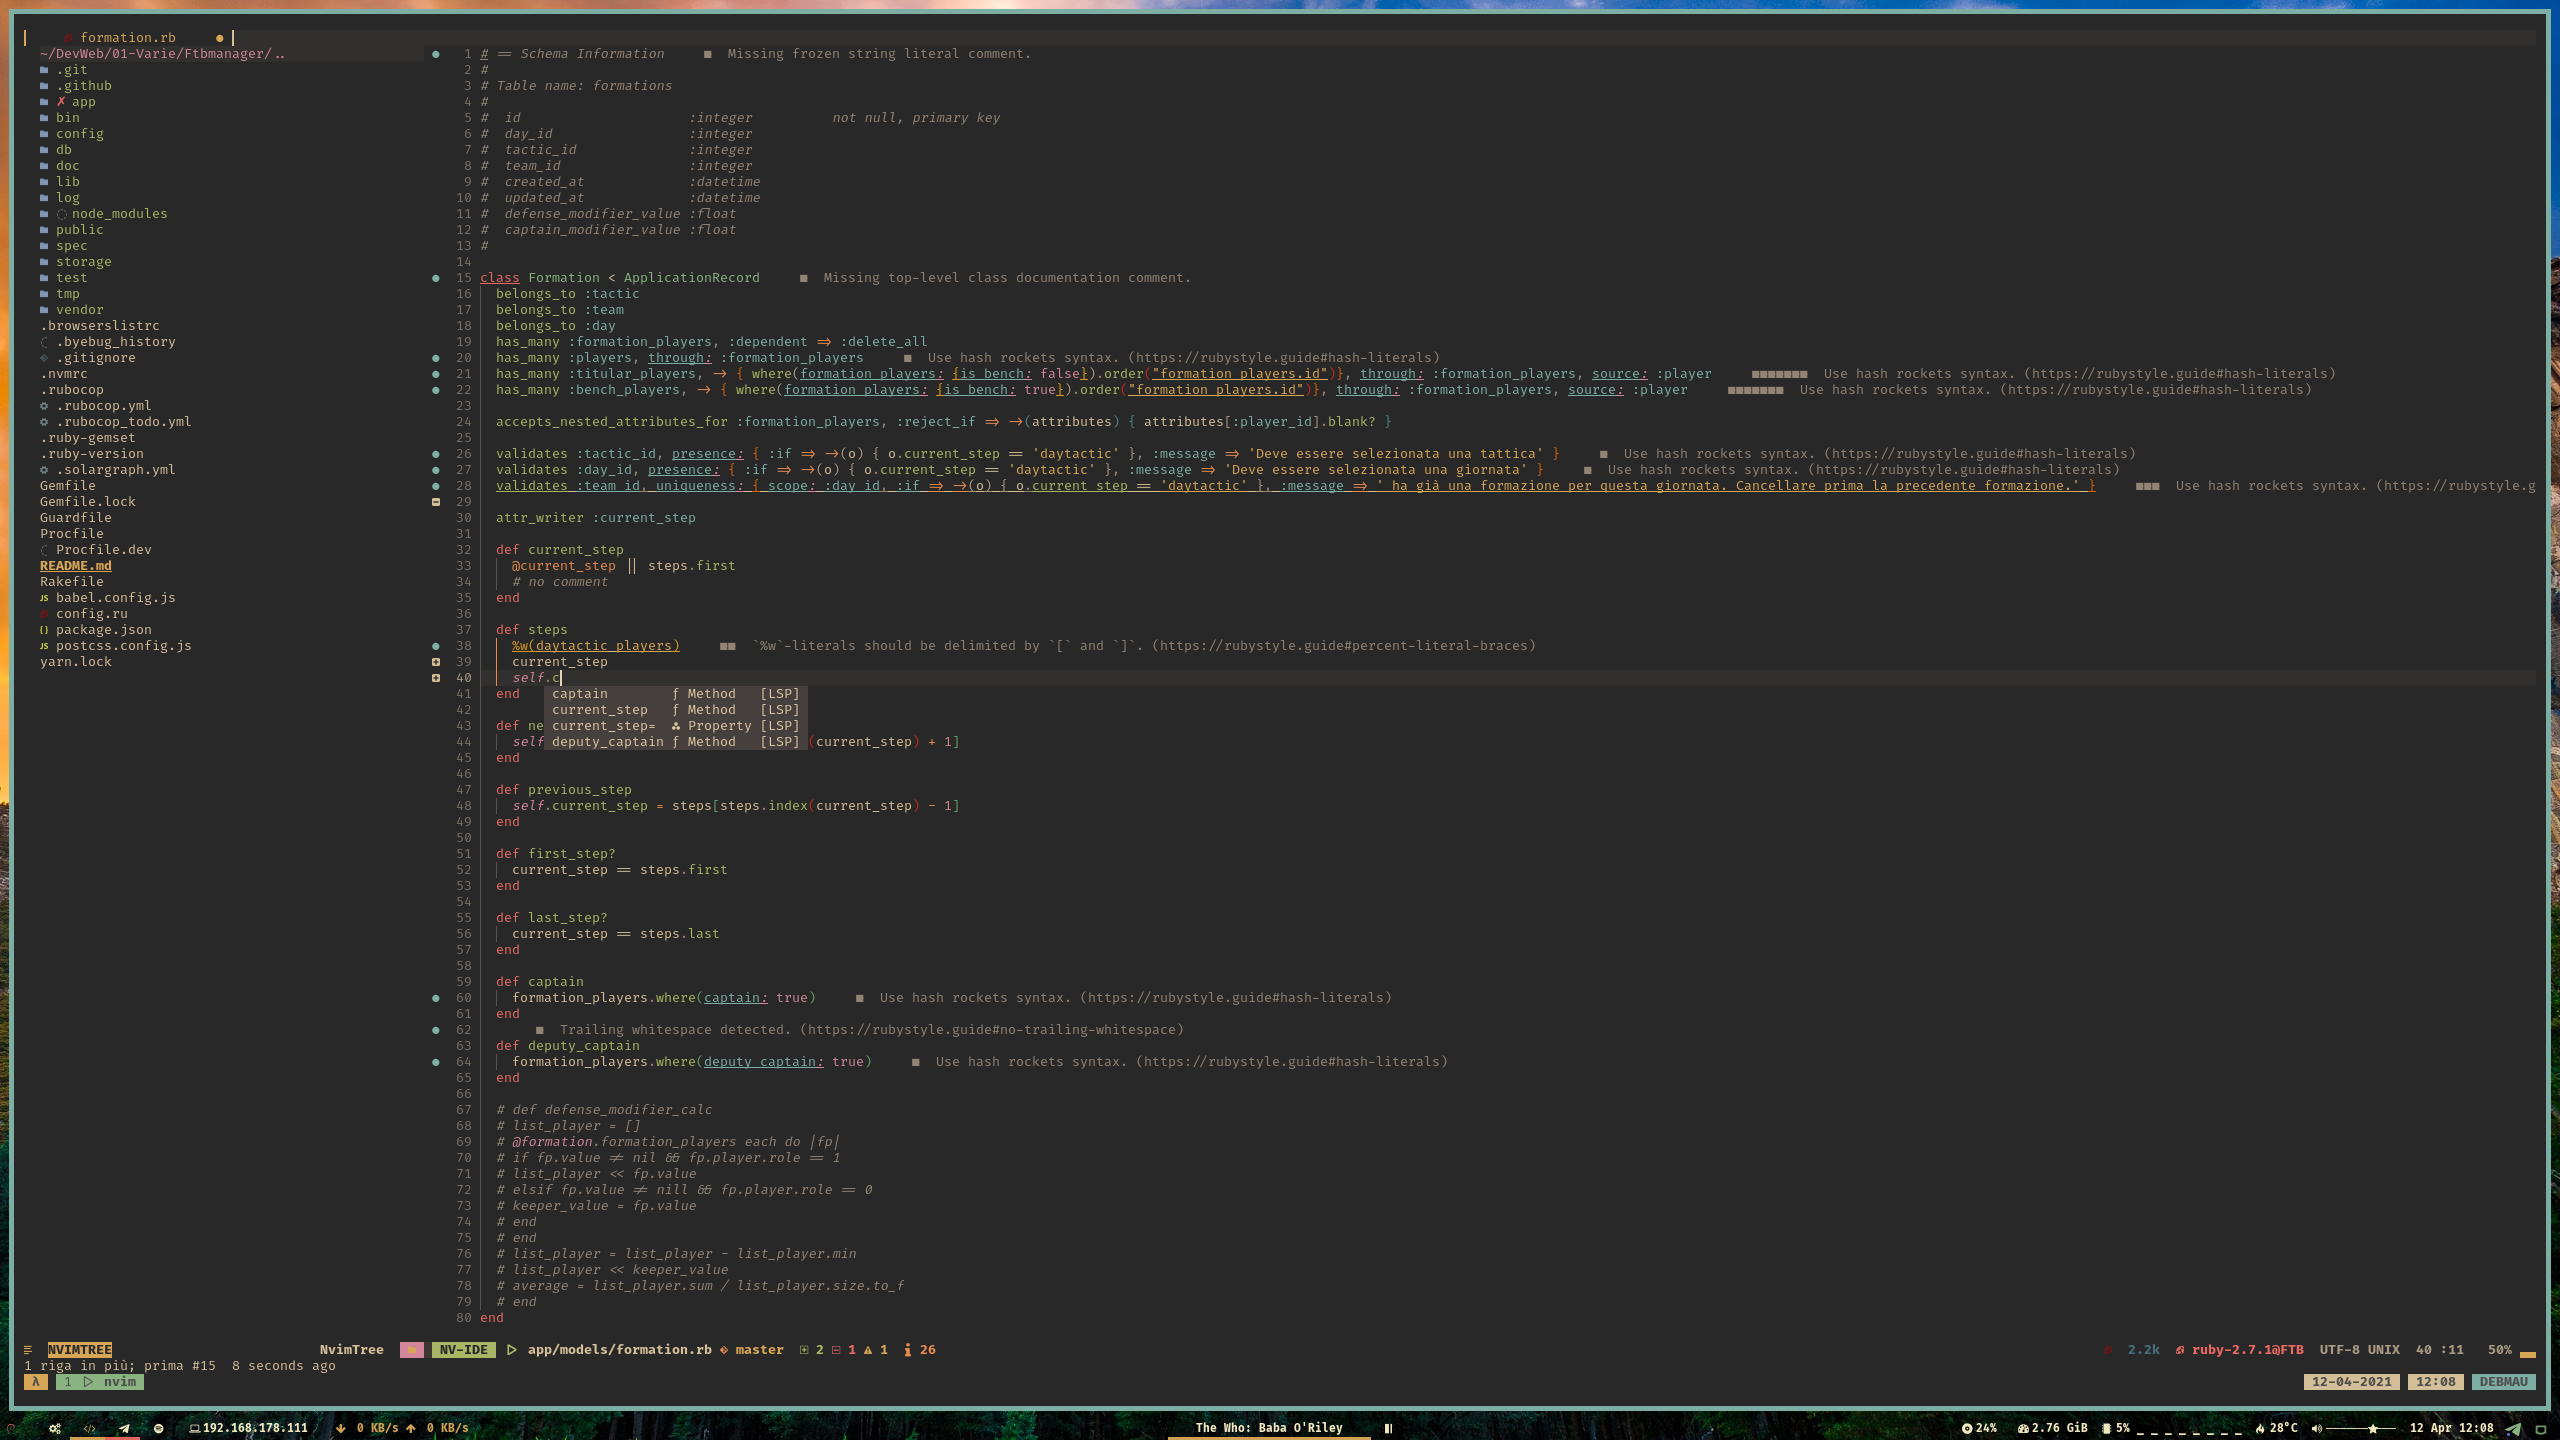 formation.rb ●
~/DevWeb/01-Varie/Ftbmanager/..
.git
.github
✗ app
bin
config
db
doc
lib
log
node_modules
public
spec
storage
test
tmp
vendor
.browserslistrc
.byebug_history
.gitignore
.nvmrc
.rubocop
.rubocop.yml
.rubocop_todo.yml
.ruby-gemset
.ruby-version
.solargraph.yml
Gemfile
Gemfile.lock
Guardfile
Procfile
Procfile.dev
README.md
Rakefile
JS babel.config.js
config.ru
{} package.json
JS postcss.config.js
yarn.lock
1 # == Schema Information ■ Missing frozen string literal comment.
2 #
3 # Table name: formations
4 #
5 # id :integer not null, primary key
6 # day_id :integer
7 # tactic_id :integer
8 # team_id :integer
9 # created_at :datetime
10 # updated_at :datetime
11 # defense_modifier_value :float
12 # captain_modifier_value :float
13 #
14
15 class Formation < ApplicationRecord ■ Missing top-level class documentation comment.
16 belongs_to :tactic
17 belongs_to :team
18 belongs_to :day
19 has_many :formation_players, :dependent => :delete_all
20 has_many :players, through: :formation_players ■ Use hash rockets syntax. (https://rubystyle.guide#hash-literals)
21 has_many :titular_players, -> { where(formation_players: {is_bench: false}).order("formation_players.id")}, through: :formation_players, source: :player ■■■■■■■ Use hash rockets syntax. (https://rubystyle.guide#hash-literals)
22 has_many :bench_players, -> { where(formation_players: {is_bench: true}).order("formation_players.id")}, through: :formation_players, source: :player ■■■■■■■ Use hash rockets syntax. (https://rubystyle.guide#hash-literals)
23
24 accepts_nested_attributes_for :formation_players, :reject_if => ->(attributes) { attributes[:player_id].blank? }
25
26 validates :tactic_id, presence: { :if => ->(o) { o.current_step == 'daytactic' }, :message => 'Deve essere selezionata una tattica' } ■ Use hash rockets syntax. (https://rubystyle.guide#hash-literals)
27 validates :day_id, presence: { :if => ->(o) { o.current_step == 'daytactic' }, :message => 'Deve essere selezionata una giornata' } ■ Use hash rockets syntax. (https://rubystyle.guide#hash-literals)
28 validates :team_id, uniqueness: { scope: :day_id, :if => ->(o) { o.current_step == 'daytactic' }, :message => ' ha già una formazione per questa giornata. Cancellare prima la precedente formazione.' } ■■■ Use hash rockets syntax. (https://rubystyle.g
29
30 attr_writer :current_step
31
32 def current_step
33 @current_step || steps.first
34 # no comment
35 end
36
37 def steps
38 %w(daytactic players) ■■ `%w`-literals should be delimited by `[` and `]`. (https://rubystyle.guide#percent-literal-braces)
39 current_step
40 self.c
41 end captain ƒ Method [LSP]
42 current_step ƒ Method [LSP]
43 def ne current_step= Property [LSP]
44 self deputy_captain ƒ Method [LSP] (current_step) + 1]
45 end
46
47 def previous_step
48 self.current_step = steps[steps.index(current_step) - 1]
49 end
50
51 def first_step?
52 current_step == steps.first
53 end
54
55 def last_step?
56 current_step == steps.last
57 end
58
59 def captain
60 formation_players.where(captain: true) ■ Use hash rockets syntax. (https://rubystyle.guide#hash-literals)
61 end
62 ■ Trailing whitespace detected. (https://rubystyle.guide#no-trailing-whitespace)
63 def deputy_captain
64 formation_players.where(deputy_captain: true) ■ Use hash rockets syntax. (https://rubystyle.guide#hash-literals)
65 end
66
67 # def defense_modifier_calc
68 # list_player = []
69 # @formation.formation_players each do |fp|
70 # if fp.value != nil && fp.player.role == 1
71 # list_player << fp.value
72 # elsif fp.value != nill && fp.player.role == 0
73 # keeper_value = fp.value
74 # end
75 # end
76 # list_player = list_player - list_player.min
77 # list_player << keeper_value
78 # average = list_player.sum / list_player.size.to_f
79 # end
80 end
NVIMTREE NvimTree NV-IDE app/models/formation.rb master 2 1 1 26 2.2k ruby-2.7.1@FTB UTF-8 UNIX 40 :11 50%
1 riga in più; prima #15 8 seconds ago
λ 1 nvim 12-04-2021 12:08 DEBMAU
192.168.178.111 0 KB/s 0 KB/s The Who: Baba O'Riley 24% 2.76 GiB 5% 28°C 12 Apr 12:08